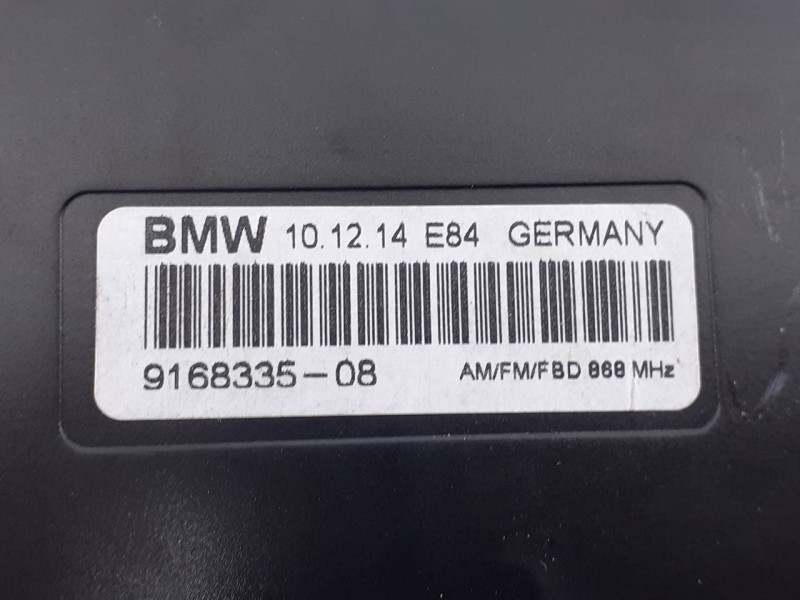 BMW 10.12.14 E84 GERMANY
9168335-08 AM/FM/FBD 868 MHz